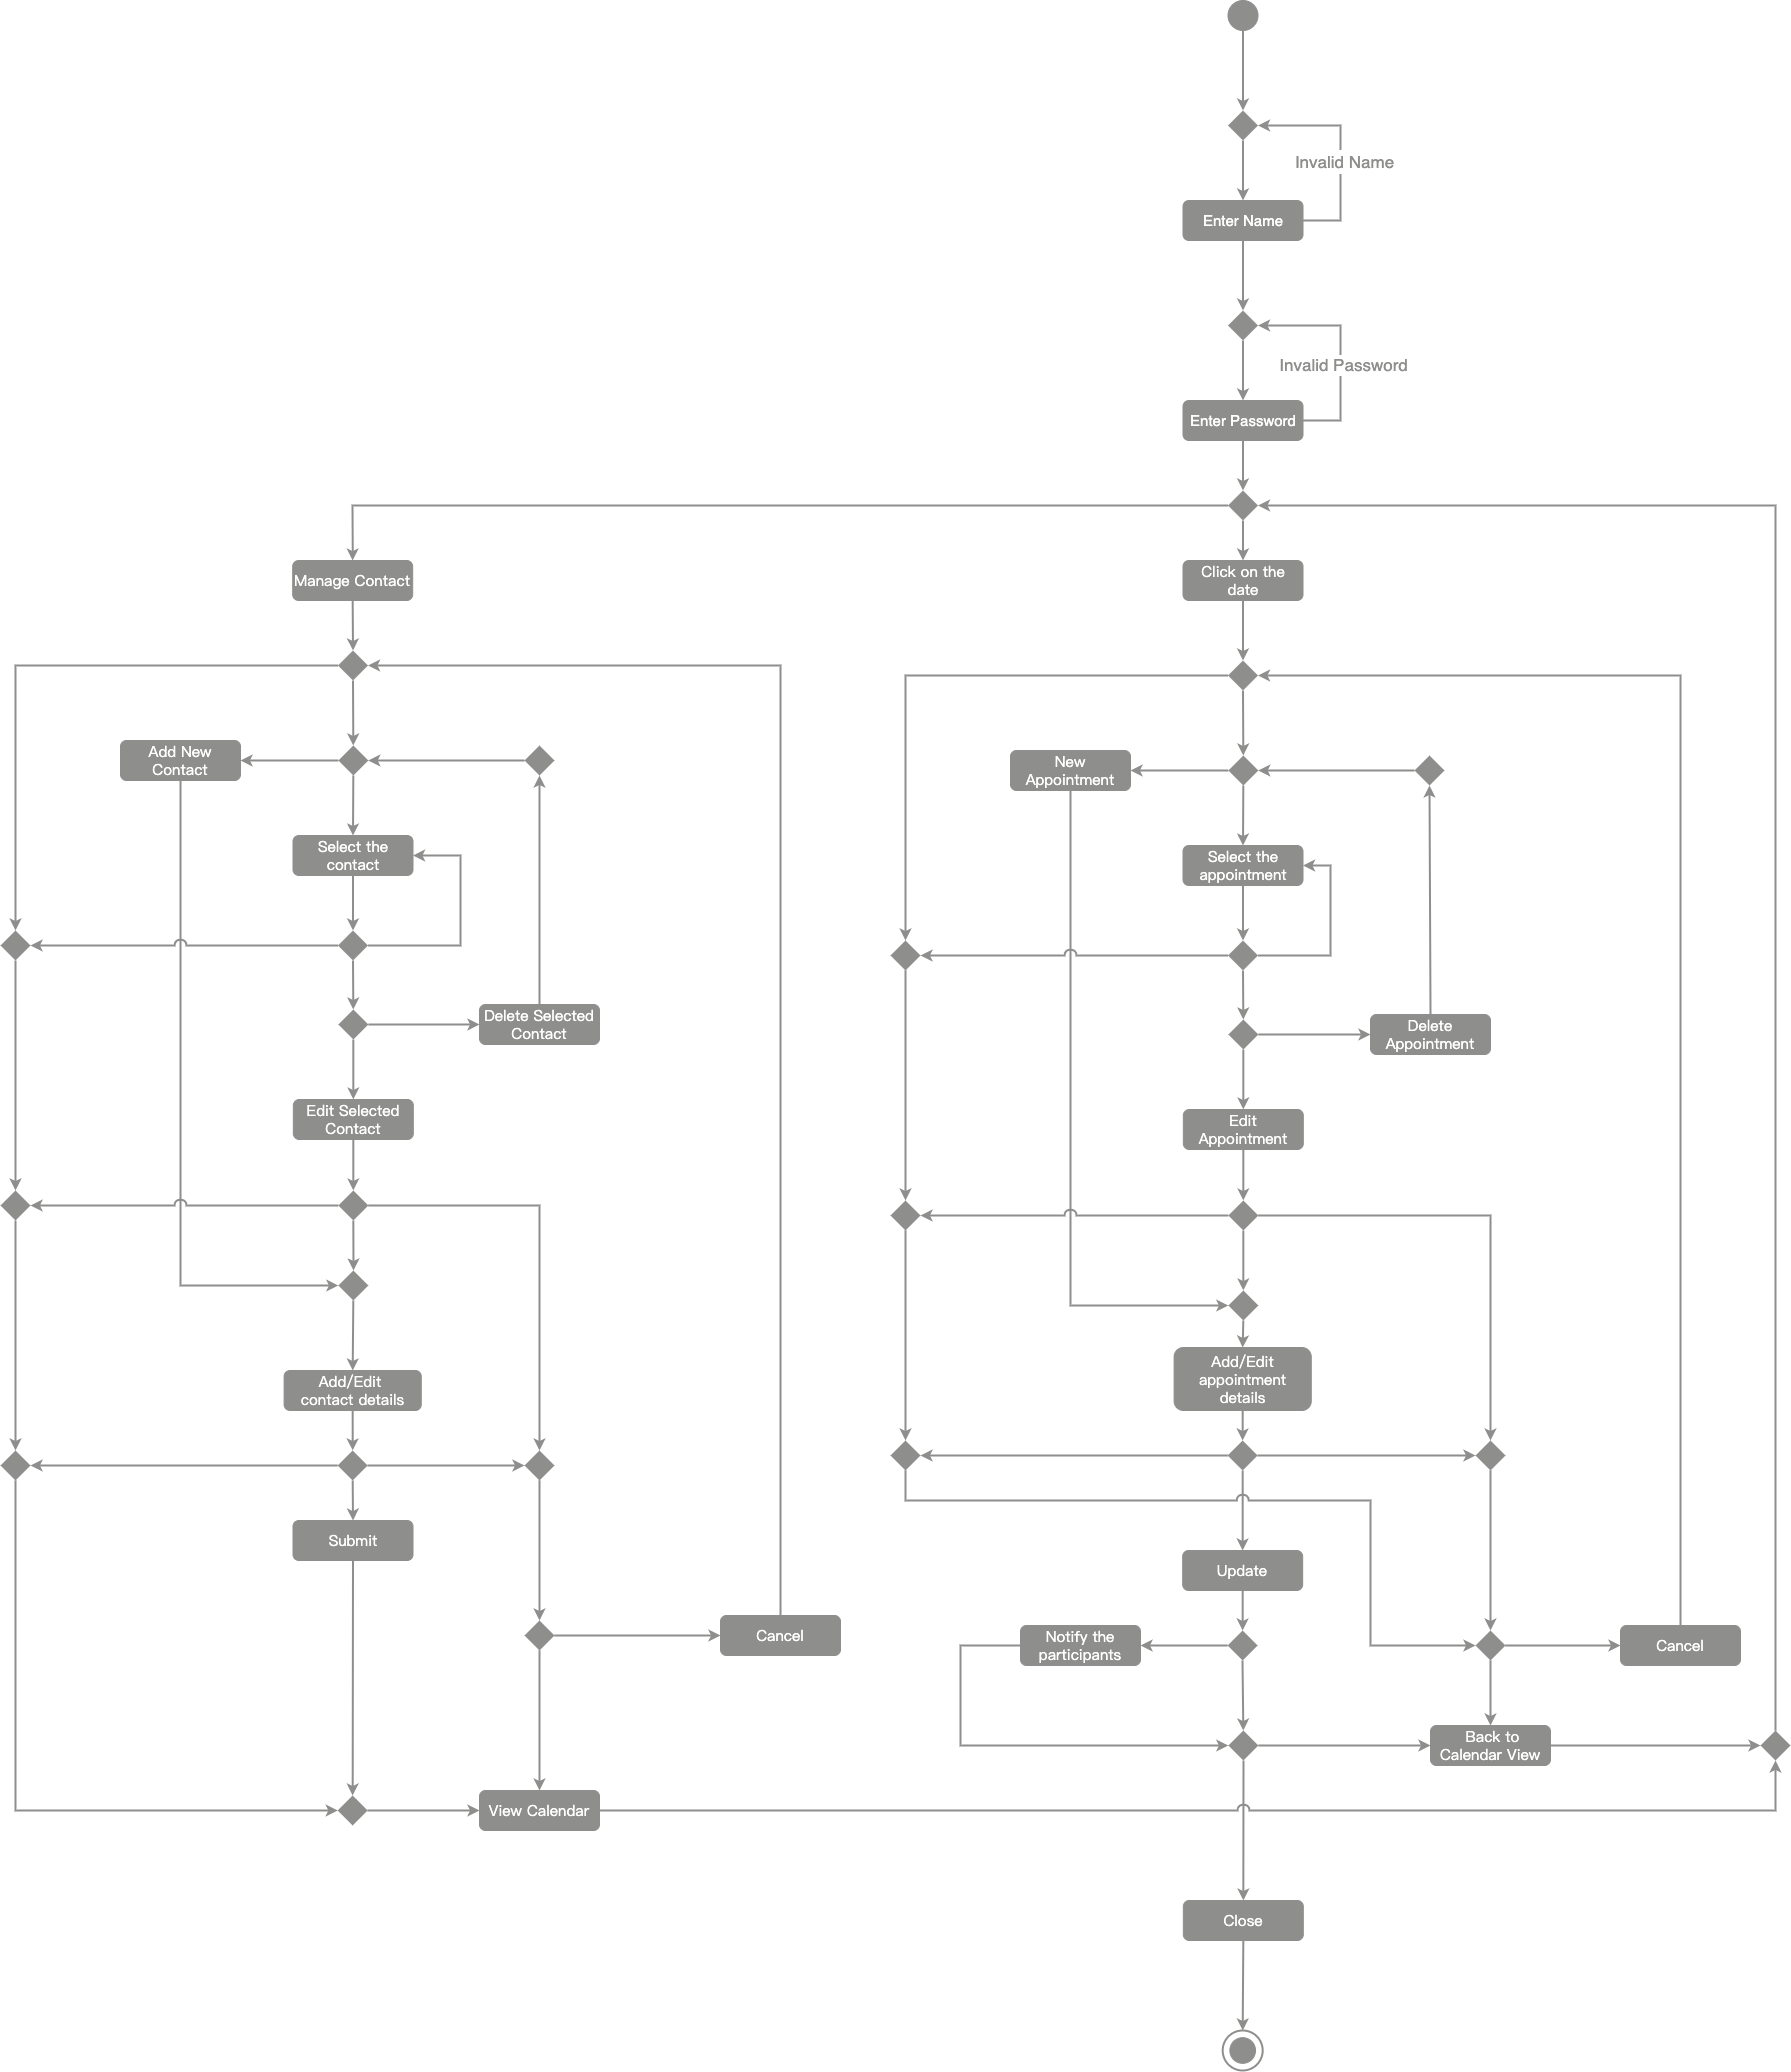 Invalid Name
Enter Name
Invalid Password
Enter Password
Manage Contact
Click on the
date
Add New
Contact
New
Appointment
Select the
contact
Select the
appointment
Delete Selected
Contact
Delete
Appointment
Edit Selected
Contact
Edit
Appointment
Add/Edit
contact details
Add/Edit
appointment
details
Submit
Update
Cancel
Notify the
participants
Cancel
Back to
Calendar View
View Calendar
Close